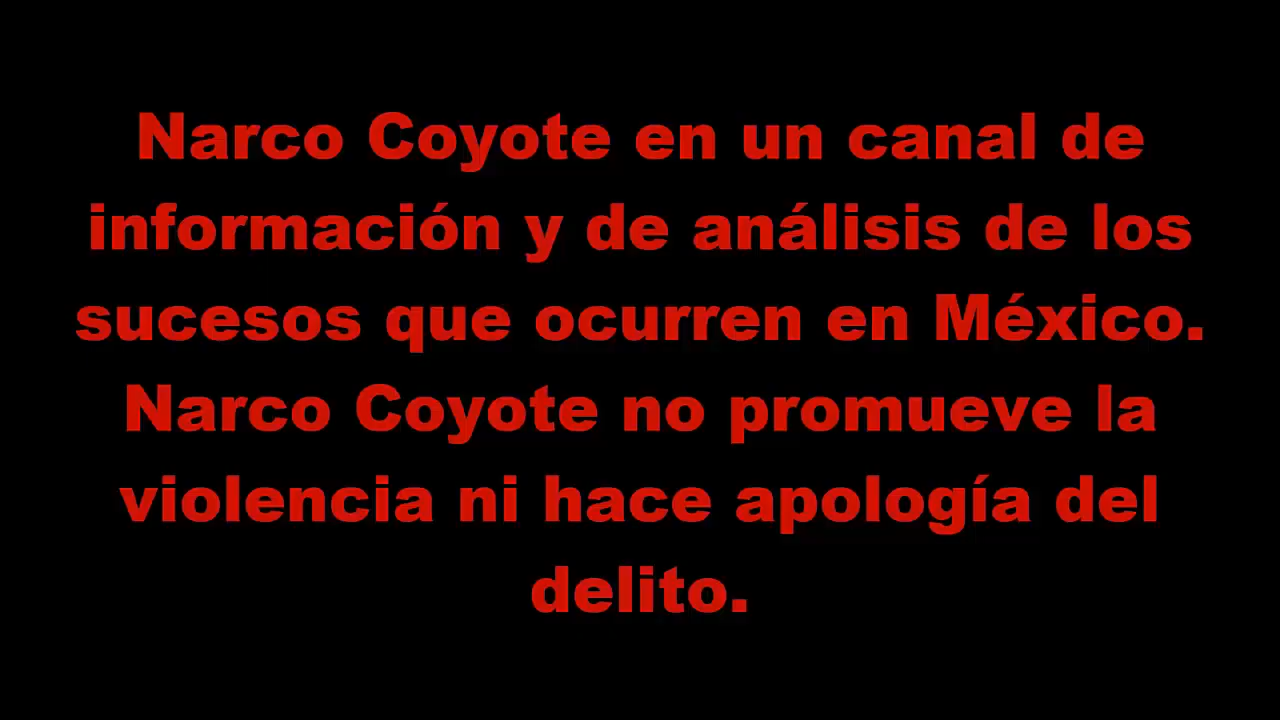 Narco Coyote en un canal de
información y de análisis de los
sucesos que ocurren en México.
Narco Coyote no promueve la
violencia ni hace apología del
delito.